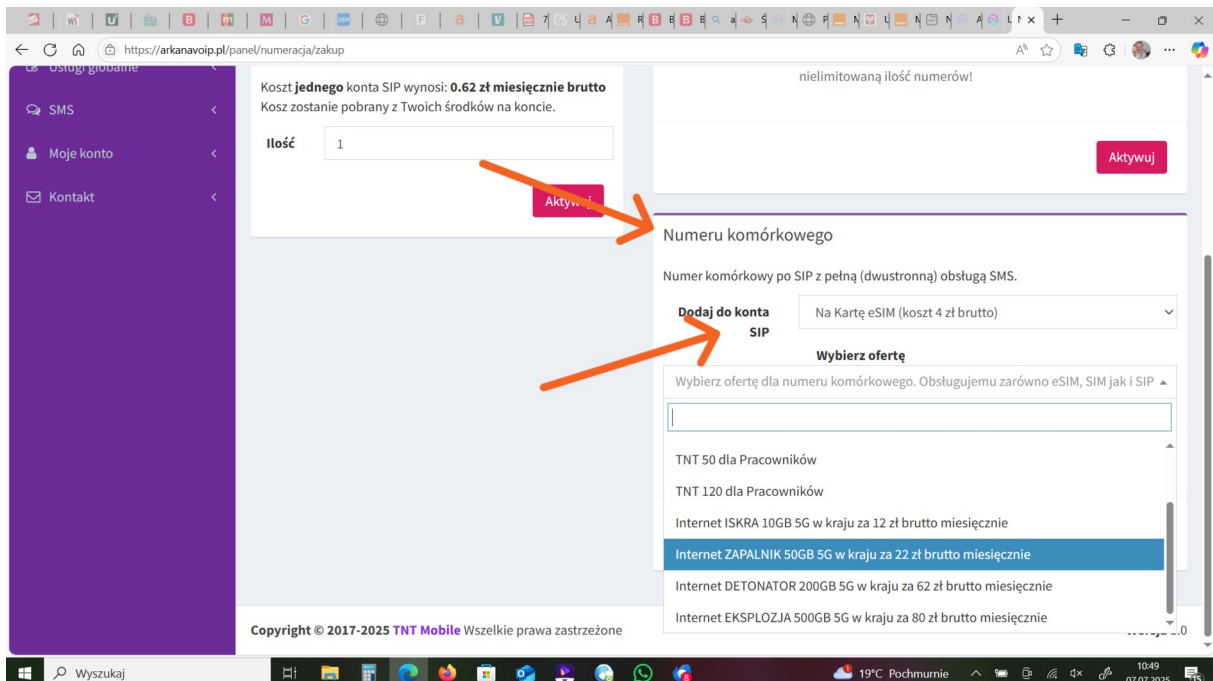 https://arkanavoip.pl/panel/numeracja/zakup
Usługi globalne
SMS
Moje konto
Kontakt
Koszt jednego konta SIP wynosi: 0.62 zł miesięcznie brutto
Kosz zostanie pobrany z Twoich środków na koncie.
Ilość
1
Aktywuj
nielimitowaną ilość numerów!
Aktywuj
Numeru komórkowego
Numer komórkowy po SIP z pełną (dwustronną) obsługą SMS.
Dodaj do konta
SIP
Na Kartę eSIM (koszt 4 zł brutto)
Wybierz ofertę
Wybierz ofertę dla numeru komórkowego. Obsługujemu zarówno eSIM, SIM jak i SIP
TNT 50 dla Pracowników
TNT 120 dla Pracowników
Internet ISKRA 10GB 5G w kraju za 12 zł brutto miesięcznie
Internet ZAPALNIK 50GB 5G w kraju za 22 zł brutto miesięcznie
Internet DETONATOR 200GB 5G w kraju za 62 zł brutto miesięcznie
Internet EKSPLOZJA 500GB 5G w kraju za 80 zł brutto miesięcznie
Copyright © 2017-2025 TNT Mobile Wszelkie prawa zastrzeżone
Wyszukaj
19°C Pochmurnie
10:49
07.07.2025